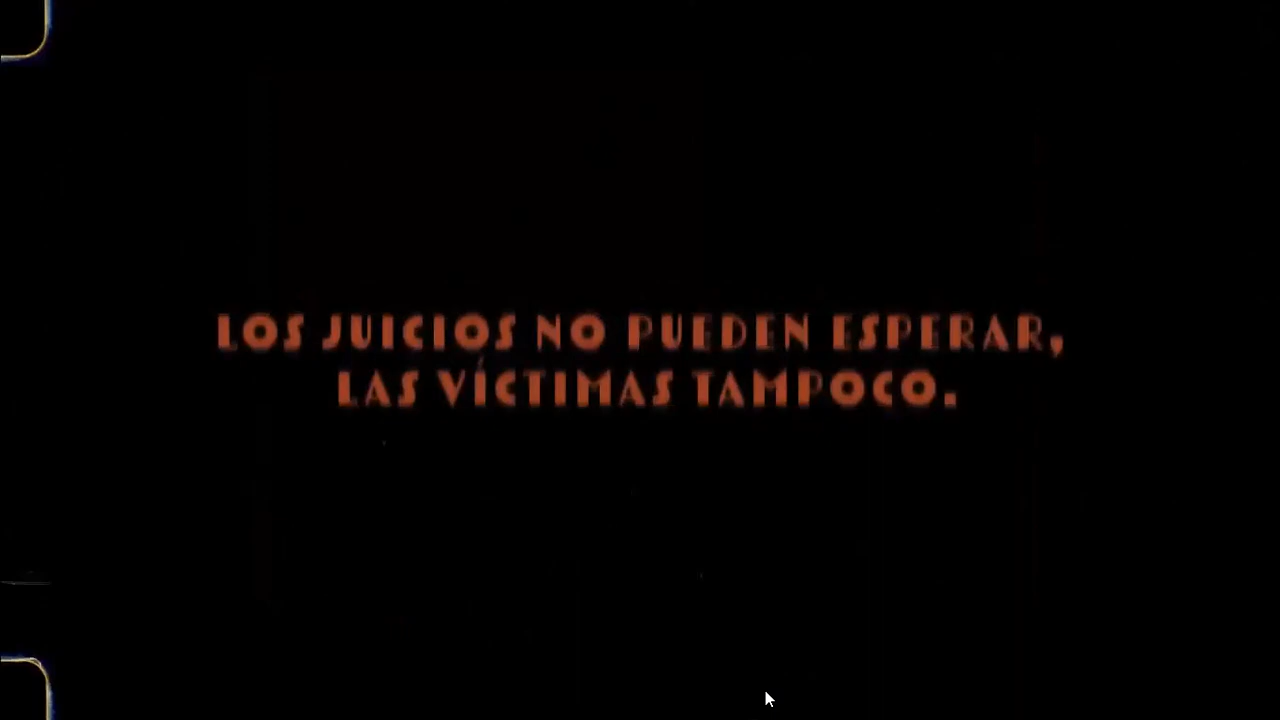 LOS JUICIOS NO PUEDEN ESPERAR,
LAS VÍCTIMAS TAMPOCO.